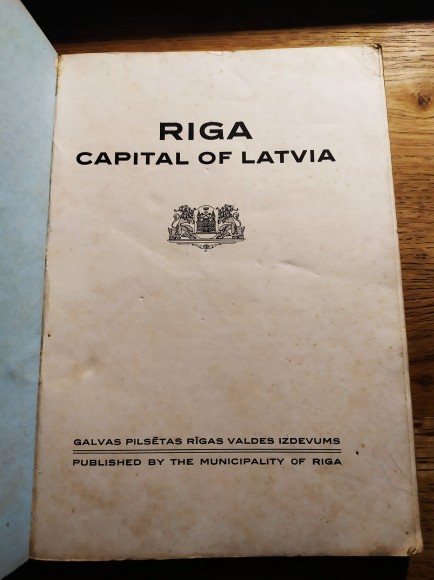 RIGA
CAPITAL OF LATVIA
GALVAS PILSĒTAS RĪGAS VALDES IZDEVUMS
PUBLISHED BY THE MUNICIPALITY OF RIGA